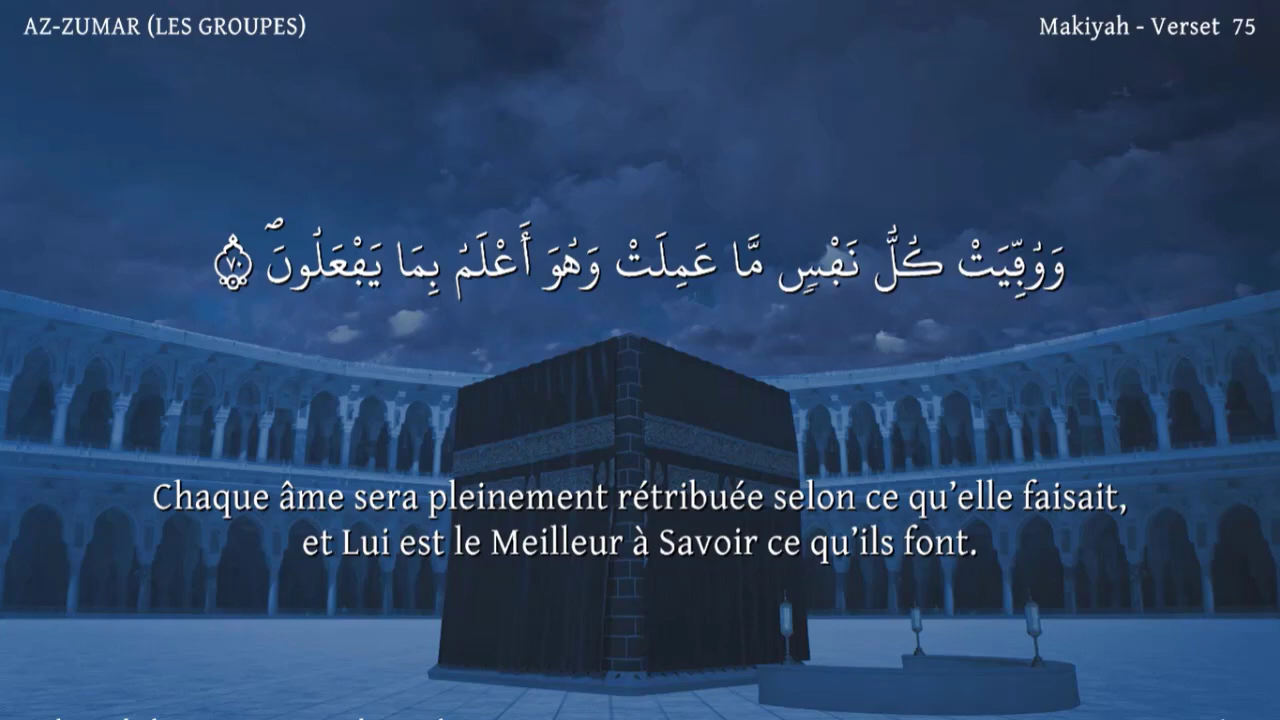 AZ-ZUMAR (LES GROUPES)
Makiyah - Verset 75
وَوُفِّيَتْ كُلُّ نَفْسٍ مَّا عَمِلَتْ وَهُوَ أَعْلَمُ بِمَا يَفْعَلُونَ ۖ ٧٠
Chaque âme sera pleinement rétribuée selon ce qu’elle faisait,
et Lui est le Meilleur à Savoir ce qu’ils font.